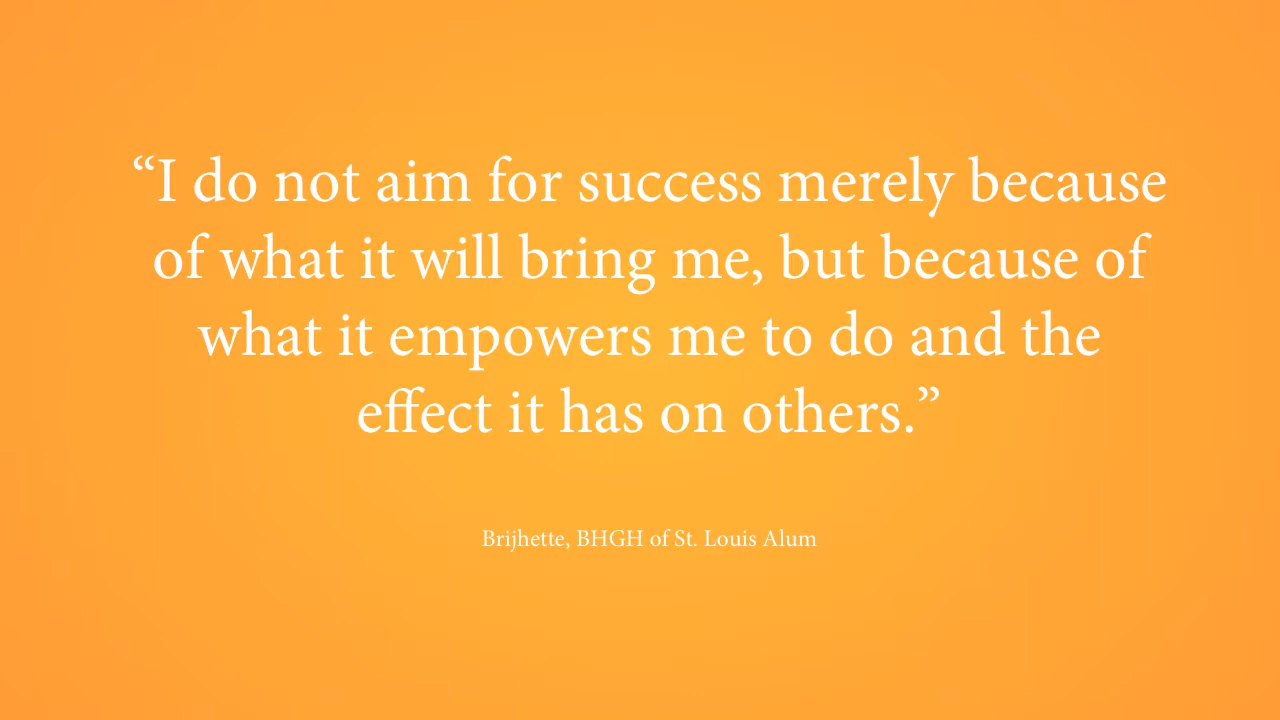 “I do not aim for success merely because
of what it will bring me, but because of
what it empowers me to do and the
effect it has on others.”
Brijhette, BHGH of St. Louis Alum